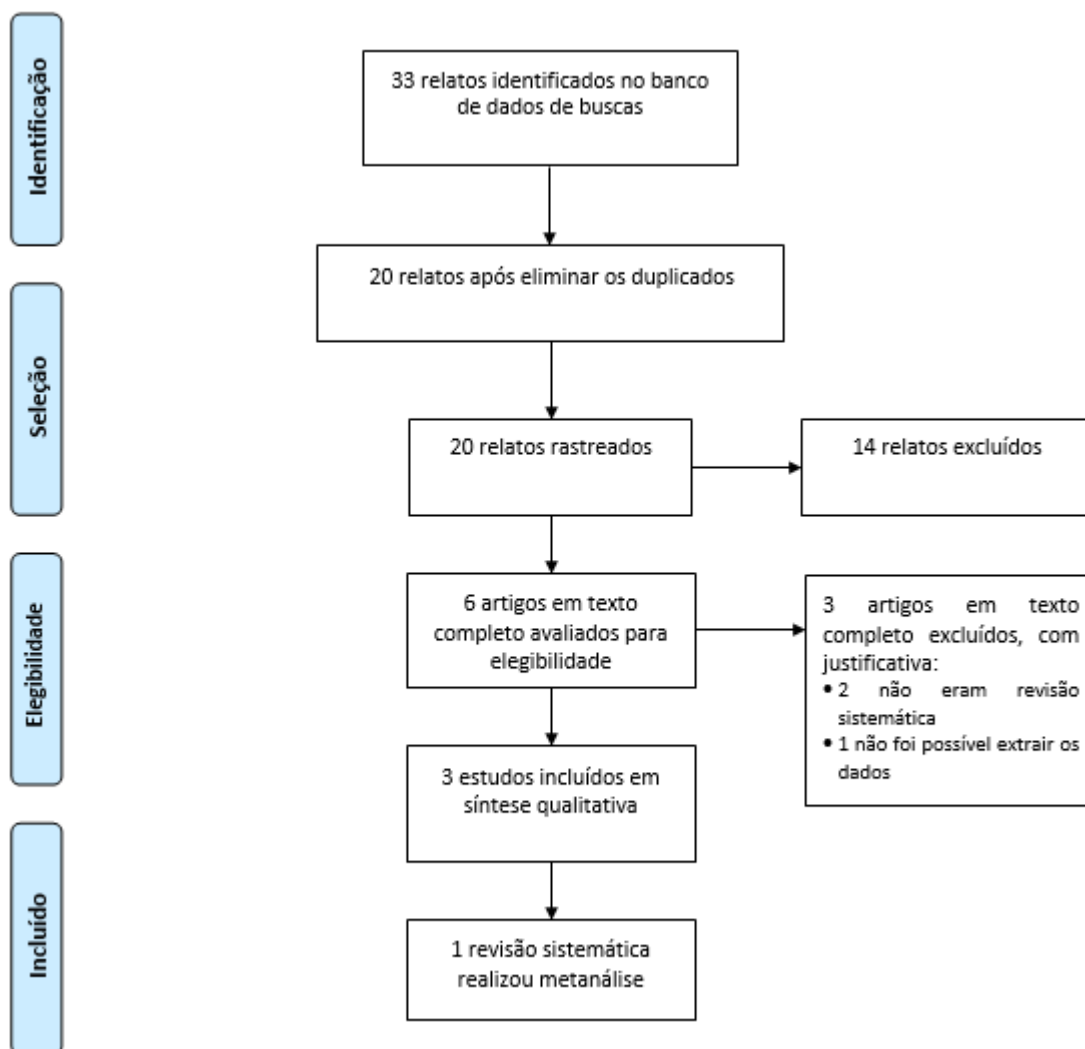 Identificação
33 relatos identificados no banco
de dados de buscas
20 relatos após eliminar os duplicados
Seleção
20 relatos rastreados
14 relatos excluídos
Elegibilidade
6 artigos em texto
completo avaliados para
elegibilidade
3 artigos em texto
completo excluídos, com
justificativa:
• 2 não eram revisão
sistemática
• 1 não foi possível extrair os
dados
3 estudos incluídos em
síntese qualitativa
Incluído
1 revisão sistemática
realizou metanálise